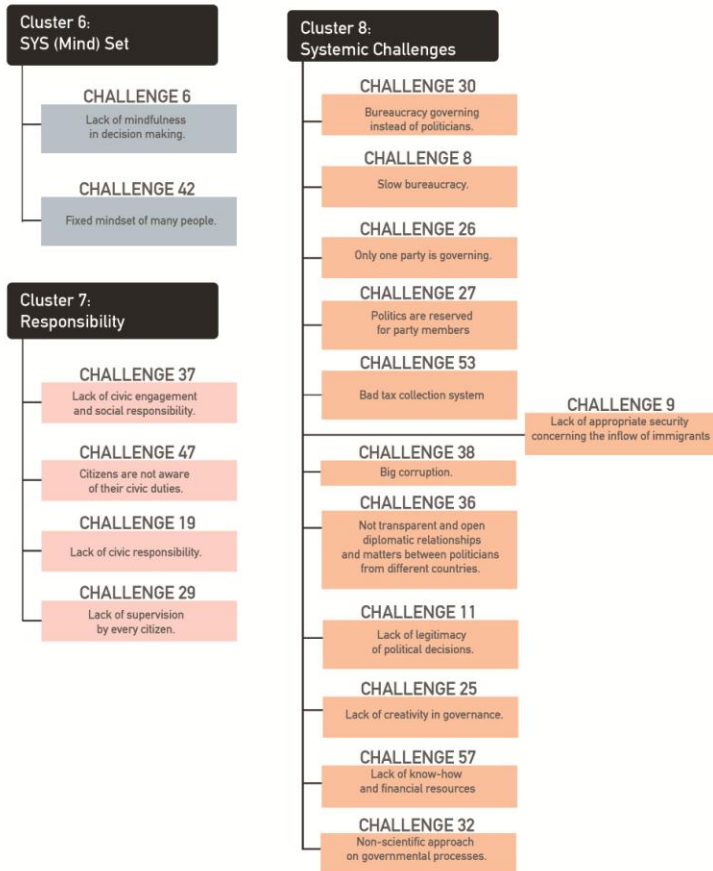 Cluster 6:
SYS (Mind) Set
CHALLENGE 6
Lack of mindfulness
in decision making.
CHALLENGE 42
Fixed mindset of many people.
Cluster 7:
Responsibility
CHALLENGE 37
Lack of civic engagement
and social responsibility.
CHALLENGE 47
Citizens are not aware
of their civic duties.
CHALLENGE 19
Lack of civic responsibility.
CHALLENGE 29
Lack of supervision
by every citizen.
Cluster 8:
Systemic Challenges
CHALLENGE 30
Bureaucracy governing
instead of politicians.
CHALLENGE 8
Slow bureaucracy.
CHALLENGE 26
Only one party is governing.
CHALLENGE 27
Politics are reserved
for party members
CHALLENGE 53
Bad tax collection system
CHALLENGE 9
Lack of appropriate security
concerning the inflow of immigrants
CHALLENGE 38
Big corruption.
CHALLENGE 36
Not transparent and open
diplomatic relationships
and matters between politicians
from different countries.
CHALLENGE 11
Lack of legitimacy
of political decisions.
CHALLENGE 25
Lack of creativity in governance.
CHALLENGE 57
Lack of know-how
and financial resources
CHALLENGE 32
Non-scientific approach
on governmental processes.